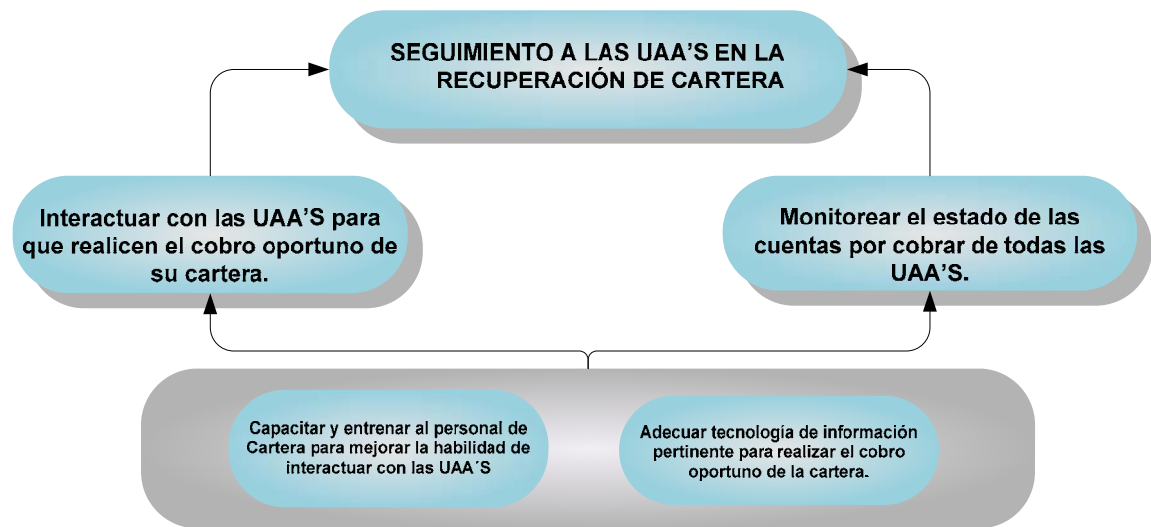 SEGUIMIENTO A LAS UAA'S EN LA
RECUPERACIÓN DE CARTERA
Interactuar con las UAA'S para
que realicen el cobro oportuno de
su cartera.
Monitorear el estado de las
cuentas por cobrar de todas las
UAA'S.
Capacitar y entrenar al personal de
Cartera para mejorar la habilidad de
interactuar con las UAA´S
Adecuar tecnología de información
pertinente para realizar el cobro
oportuno de la cartera.